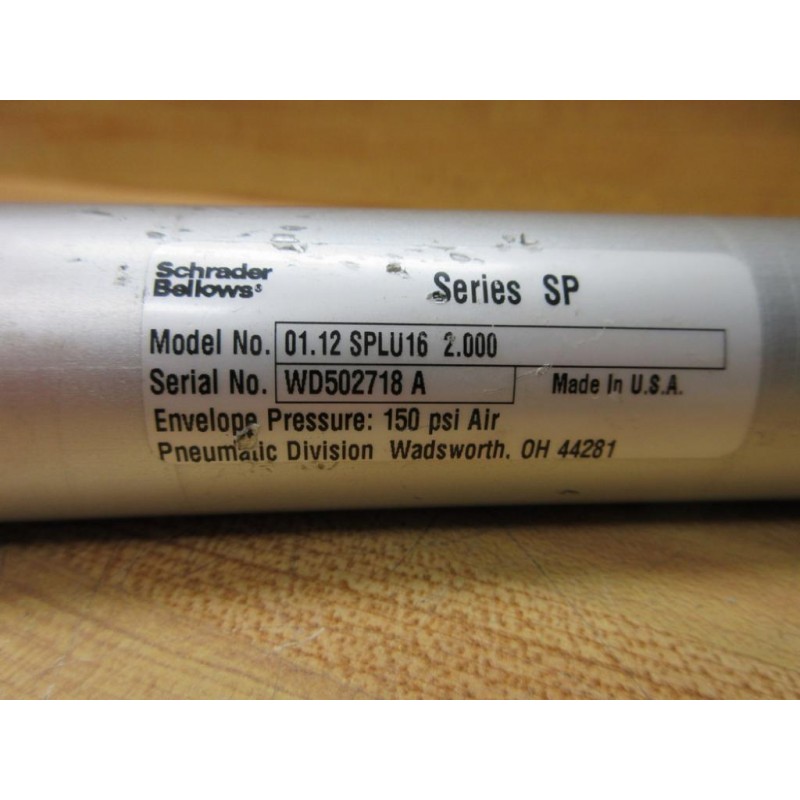 Schrader
Bellows®
Series SP
Model No. 01.12 SPLU16 2.000
Serial No. WD502718 A
Made In U.S.A.
Envelope Pressure: 150 psi Air
Pneumatic Division Wadsworth, OH 44281